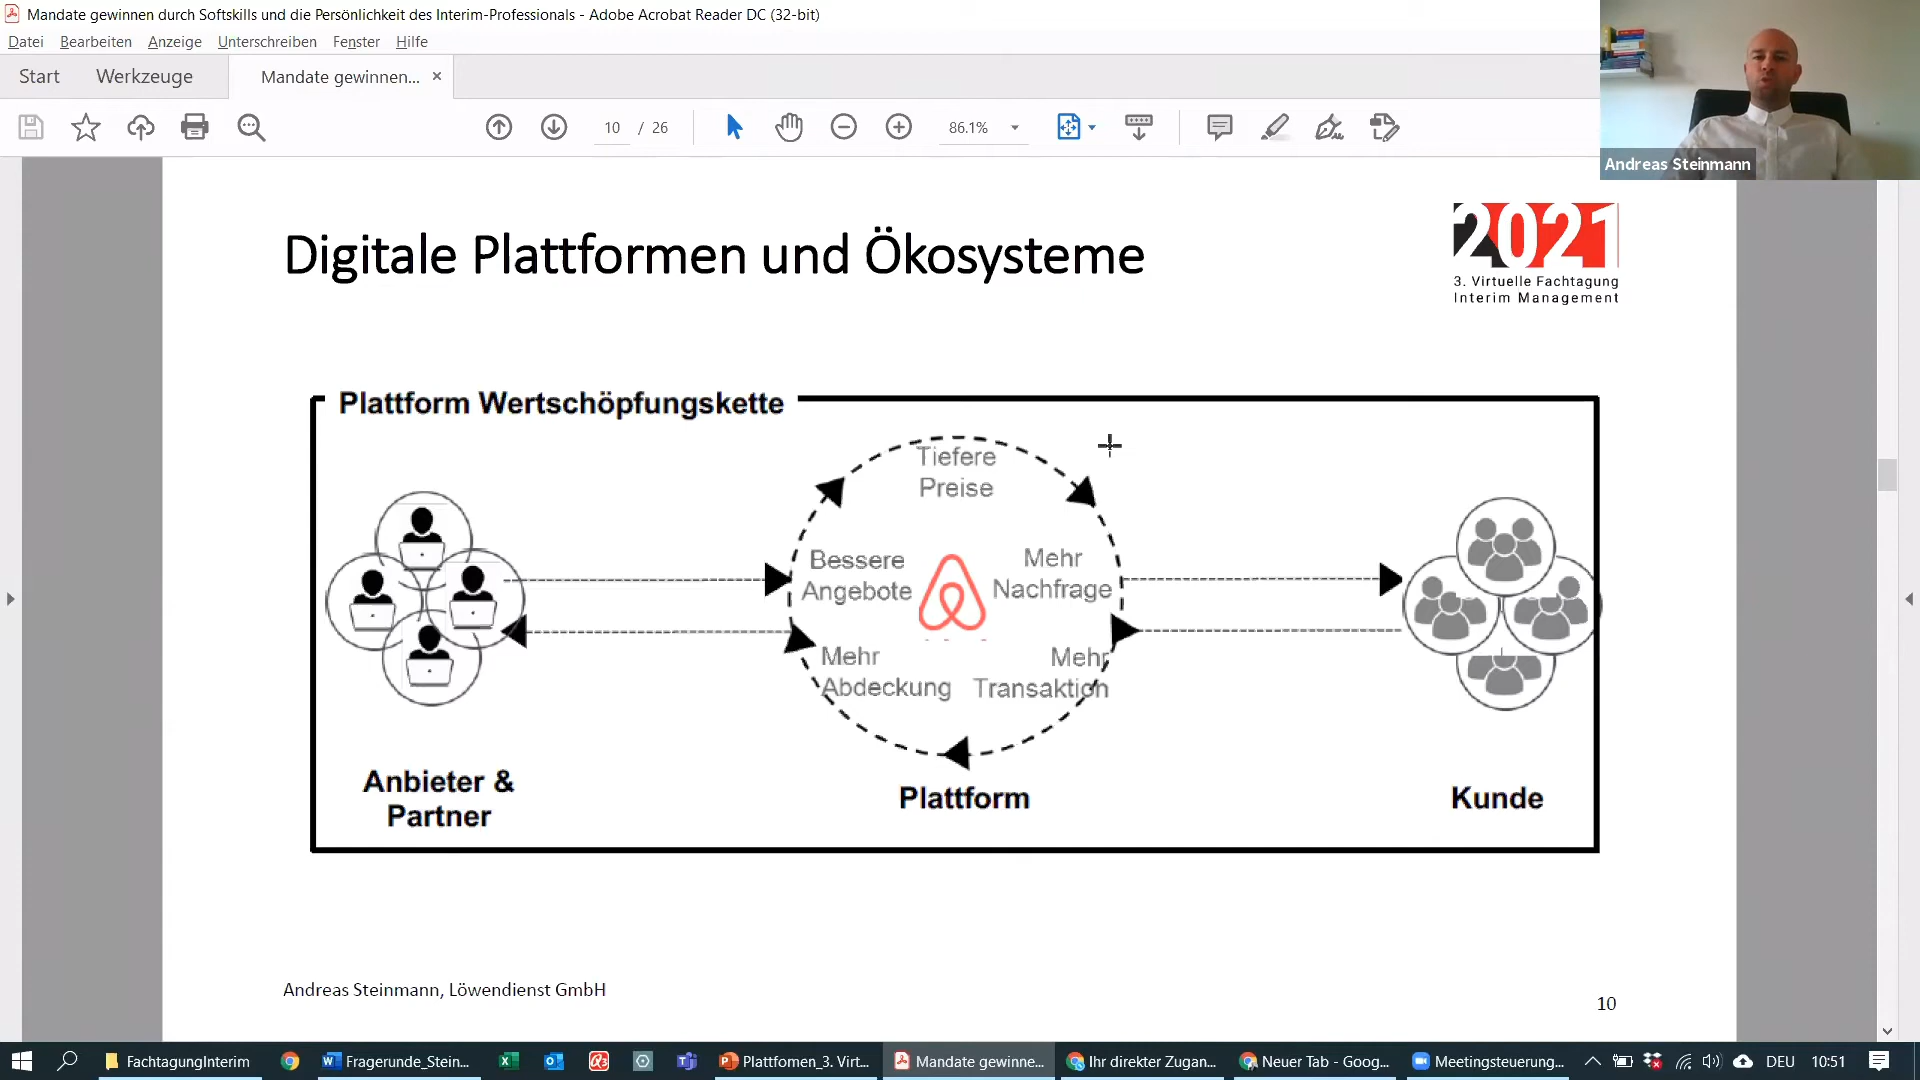 Mandate gewinnen durch Softskills und die Persönlichkeit des Interim-Professionals - Adobe Acrobat Reader DC (32-bit)
Datei Bearbeiten Anzeige Unterschreiben Fenster Hilfe
Start Werkzeuge Mandate gewinnen... ×
10 / 26 86.1%
Andreas Steinmann
Digitale Plattformen und Ökosysteme
2021
3. Virtuelle Fachtagung
Interim Management
Plattform Wertschöpfungskette
Tiefere
Preise
Bessere
Angebote
Mehr
Nachfrage
Mehr
Abdeckung
Mehr
Transaktion
Anbieter &
Partner
Plattform
Kunde
Andreas Steinmann, Löwendienst GmbH
10
FachtagungInterim Fragerunde_Stein... Plattfomen_3. Virt... Mandate gewinne... Ihr direkter Zugan... Neuer Tab - Goog... Meetingsteuerung... DEU 10:51